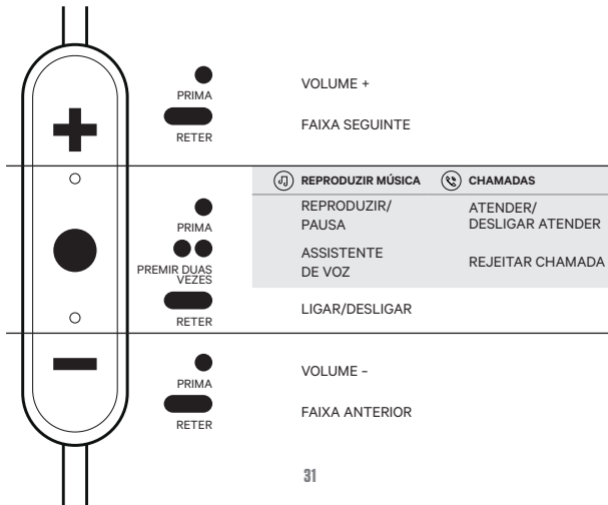 PRIMA
VOLUME +
RETER
FAIXA SEGUINTE
REPRODUZIR MÚSICA
CHAMADAS
PRIMA
REPRODUZIR/
PAUSA
ATENDER/
DESLIGAR ATENDER
PREMIR DUAS
VEZES
ASSISTENTE
DE VOZ
REJEITAR CHAMADA
RETER
LIGAR/DESLIGAR
PRIMA
VOLUME –
RETER
FAIXA ANTERIOR
31